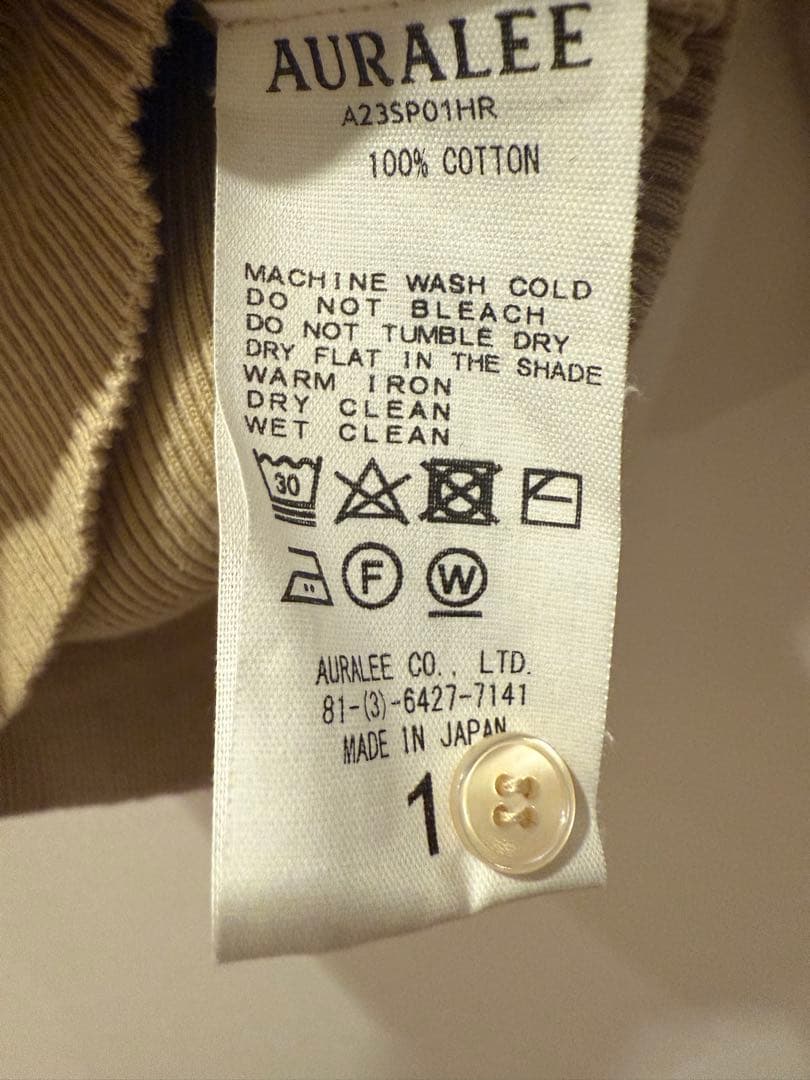 AURALEE
A23SP01HR
100% COTTON
MACHINE WASH COLD
DO NOT BLEACH
DO NOT TUMBLE DRY
DRY FLAT IN THE SHADE
WARM IRON
DRY CLEAN
WET CLEAN
30
F W
AURALEE CO., LTD.
81-(3)-6427-7141
MADE IN JAPAN
1